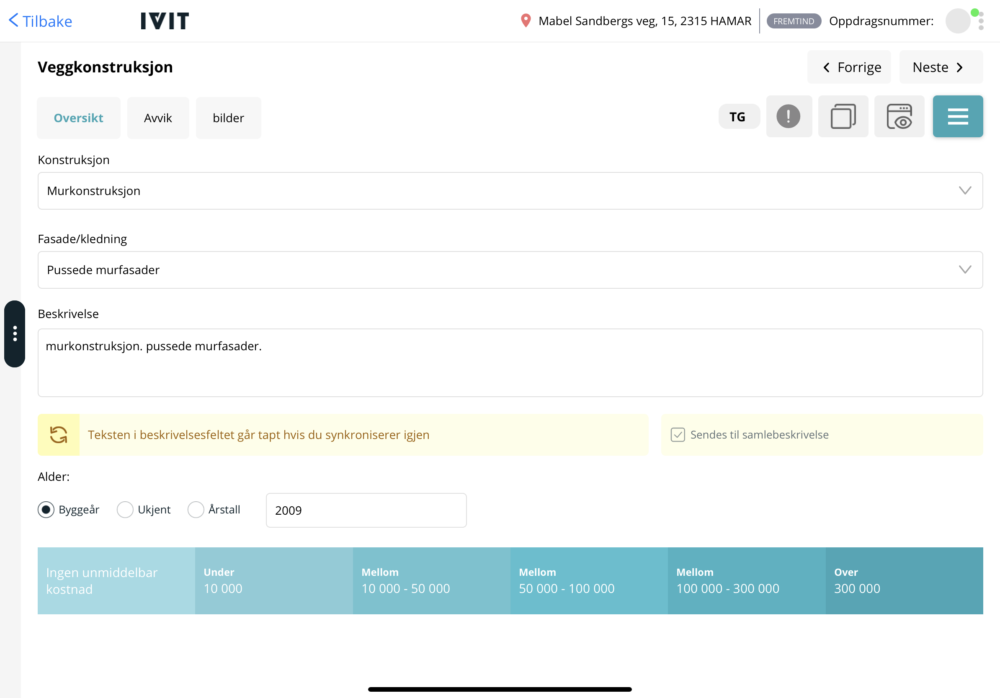 Tilbake
IVIT
Mabel Sandbergs veg, 15, 2315 HAMAR
FREMTIND
Oppdragsnummer:
Veggkonstruksjon
Forrige
Neste
Oversikt
Avvik
bilder
TG
Konstruksjon
Murkonstruksjon
Fasade/kledning
Pussede murfasader
Beskrivelse
murkonstruksjon. pussede murfasader.
Teksten i beskrivelsesfeltet går tapt hvis du synkroniserer igjen
Sendes til samlebeskrivelse
Alder:
Byggeår
Ukjent
Årstall
2009
Ingen unmiddelbar
kostnad
Under
10 000
Mellom
10 000 - 50 000
Mellom
50 000 - 100 000
Mellom
100 000 - 300 000
Over
300 000